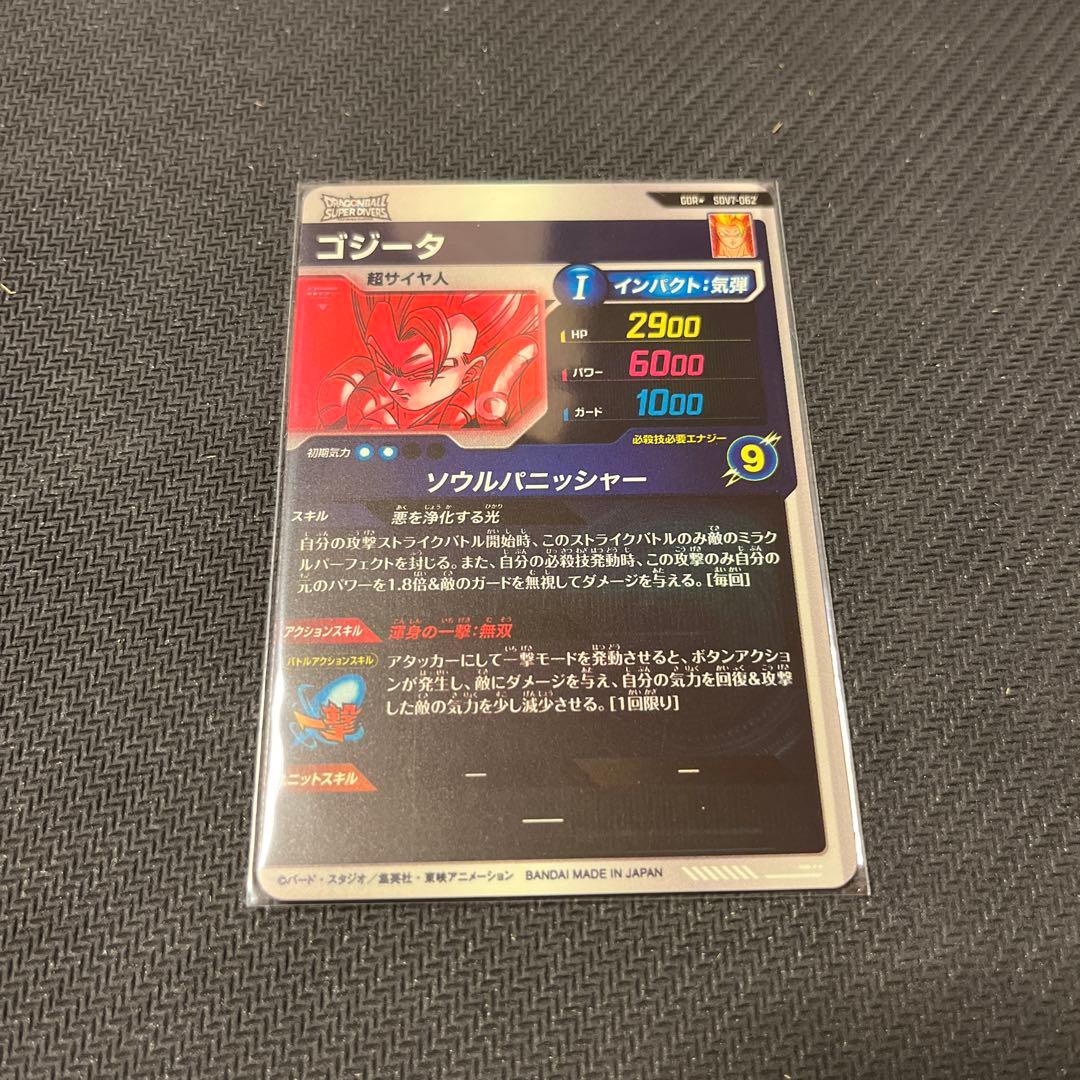 DRAGONBALL
SUPER DIVERS
GDR★ SDV7-062
ゴジータ
超サイヤ人
I インパクト:気弾
HP 2900
パワー 6000
ガード 1000
初期気力
必殺技必要エナジー
9
ソウルパニッシャー
スキル 悪を浄化する光
自分の攻撃ストライクバトル開始時、このストライクバトルのみ敵のミラク
ルパーフェクトを封じる。また、自分の必殺技発動時、この攻撃のみ自分の
元のパワーを1.8倍&敵のガードを無視してダメージを与える。[毎回]
アクションスキル 渾身の一撃:無双
バトルアクションスキル
一撃
アタッカーにして一撃モードを発動させると、ボタンアクショ
ンが発生し、敵にダメージを与え、自分の気力を回復&攻撃
した敵の気力を少し減少させる。[1回限り]
ユニットスキル — —
—
©バード・スタジオ/集英社・東映アニメーション BANDAI MADE IN JAPAN